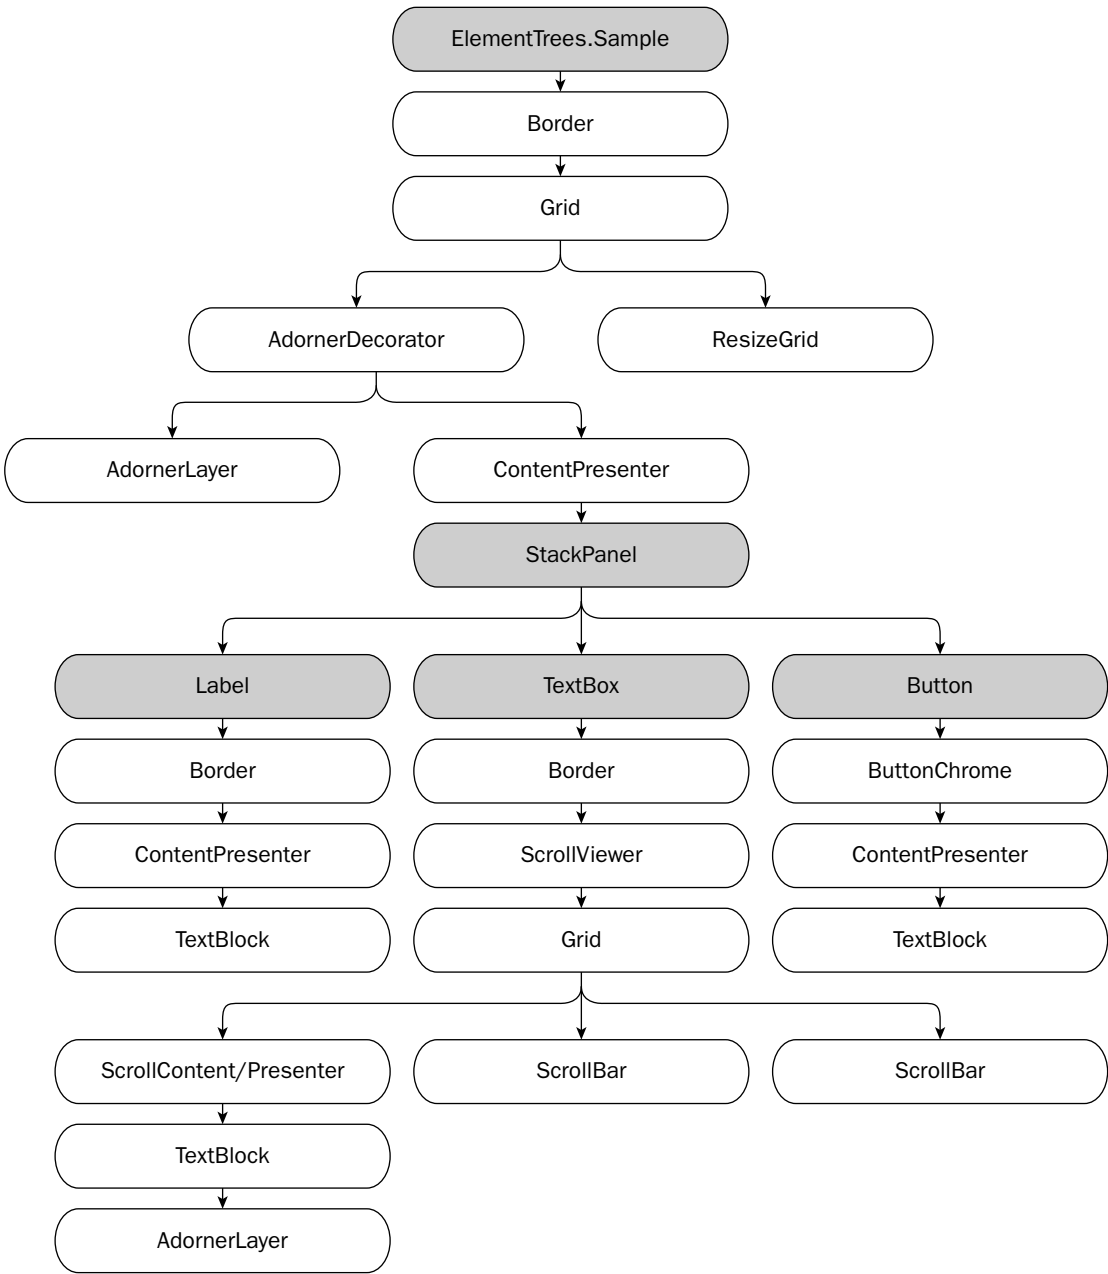 ElementTrees.Sample
Border
Grid
AdornerDecorator
ResizeGrid
AdornerLayer
ContentPresenter
StackPanel
Label
TextBox
Button
Border
Border
ButtonChrome
ContentPresenter
ScrollViewer
ContentPresenter
TextBlock
Grid
TextBlock
ScrollContent/Presenter
ScrollBar
ScrollBar
TextBlock
AdornerLayer